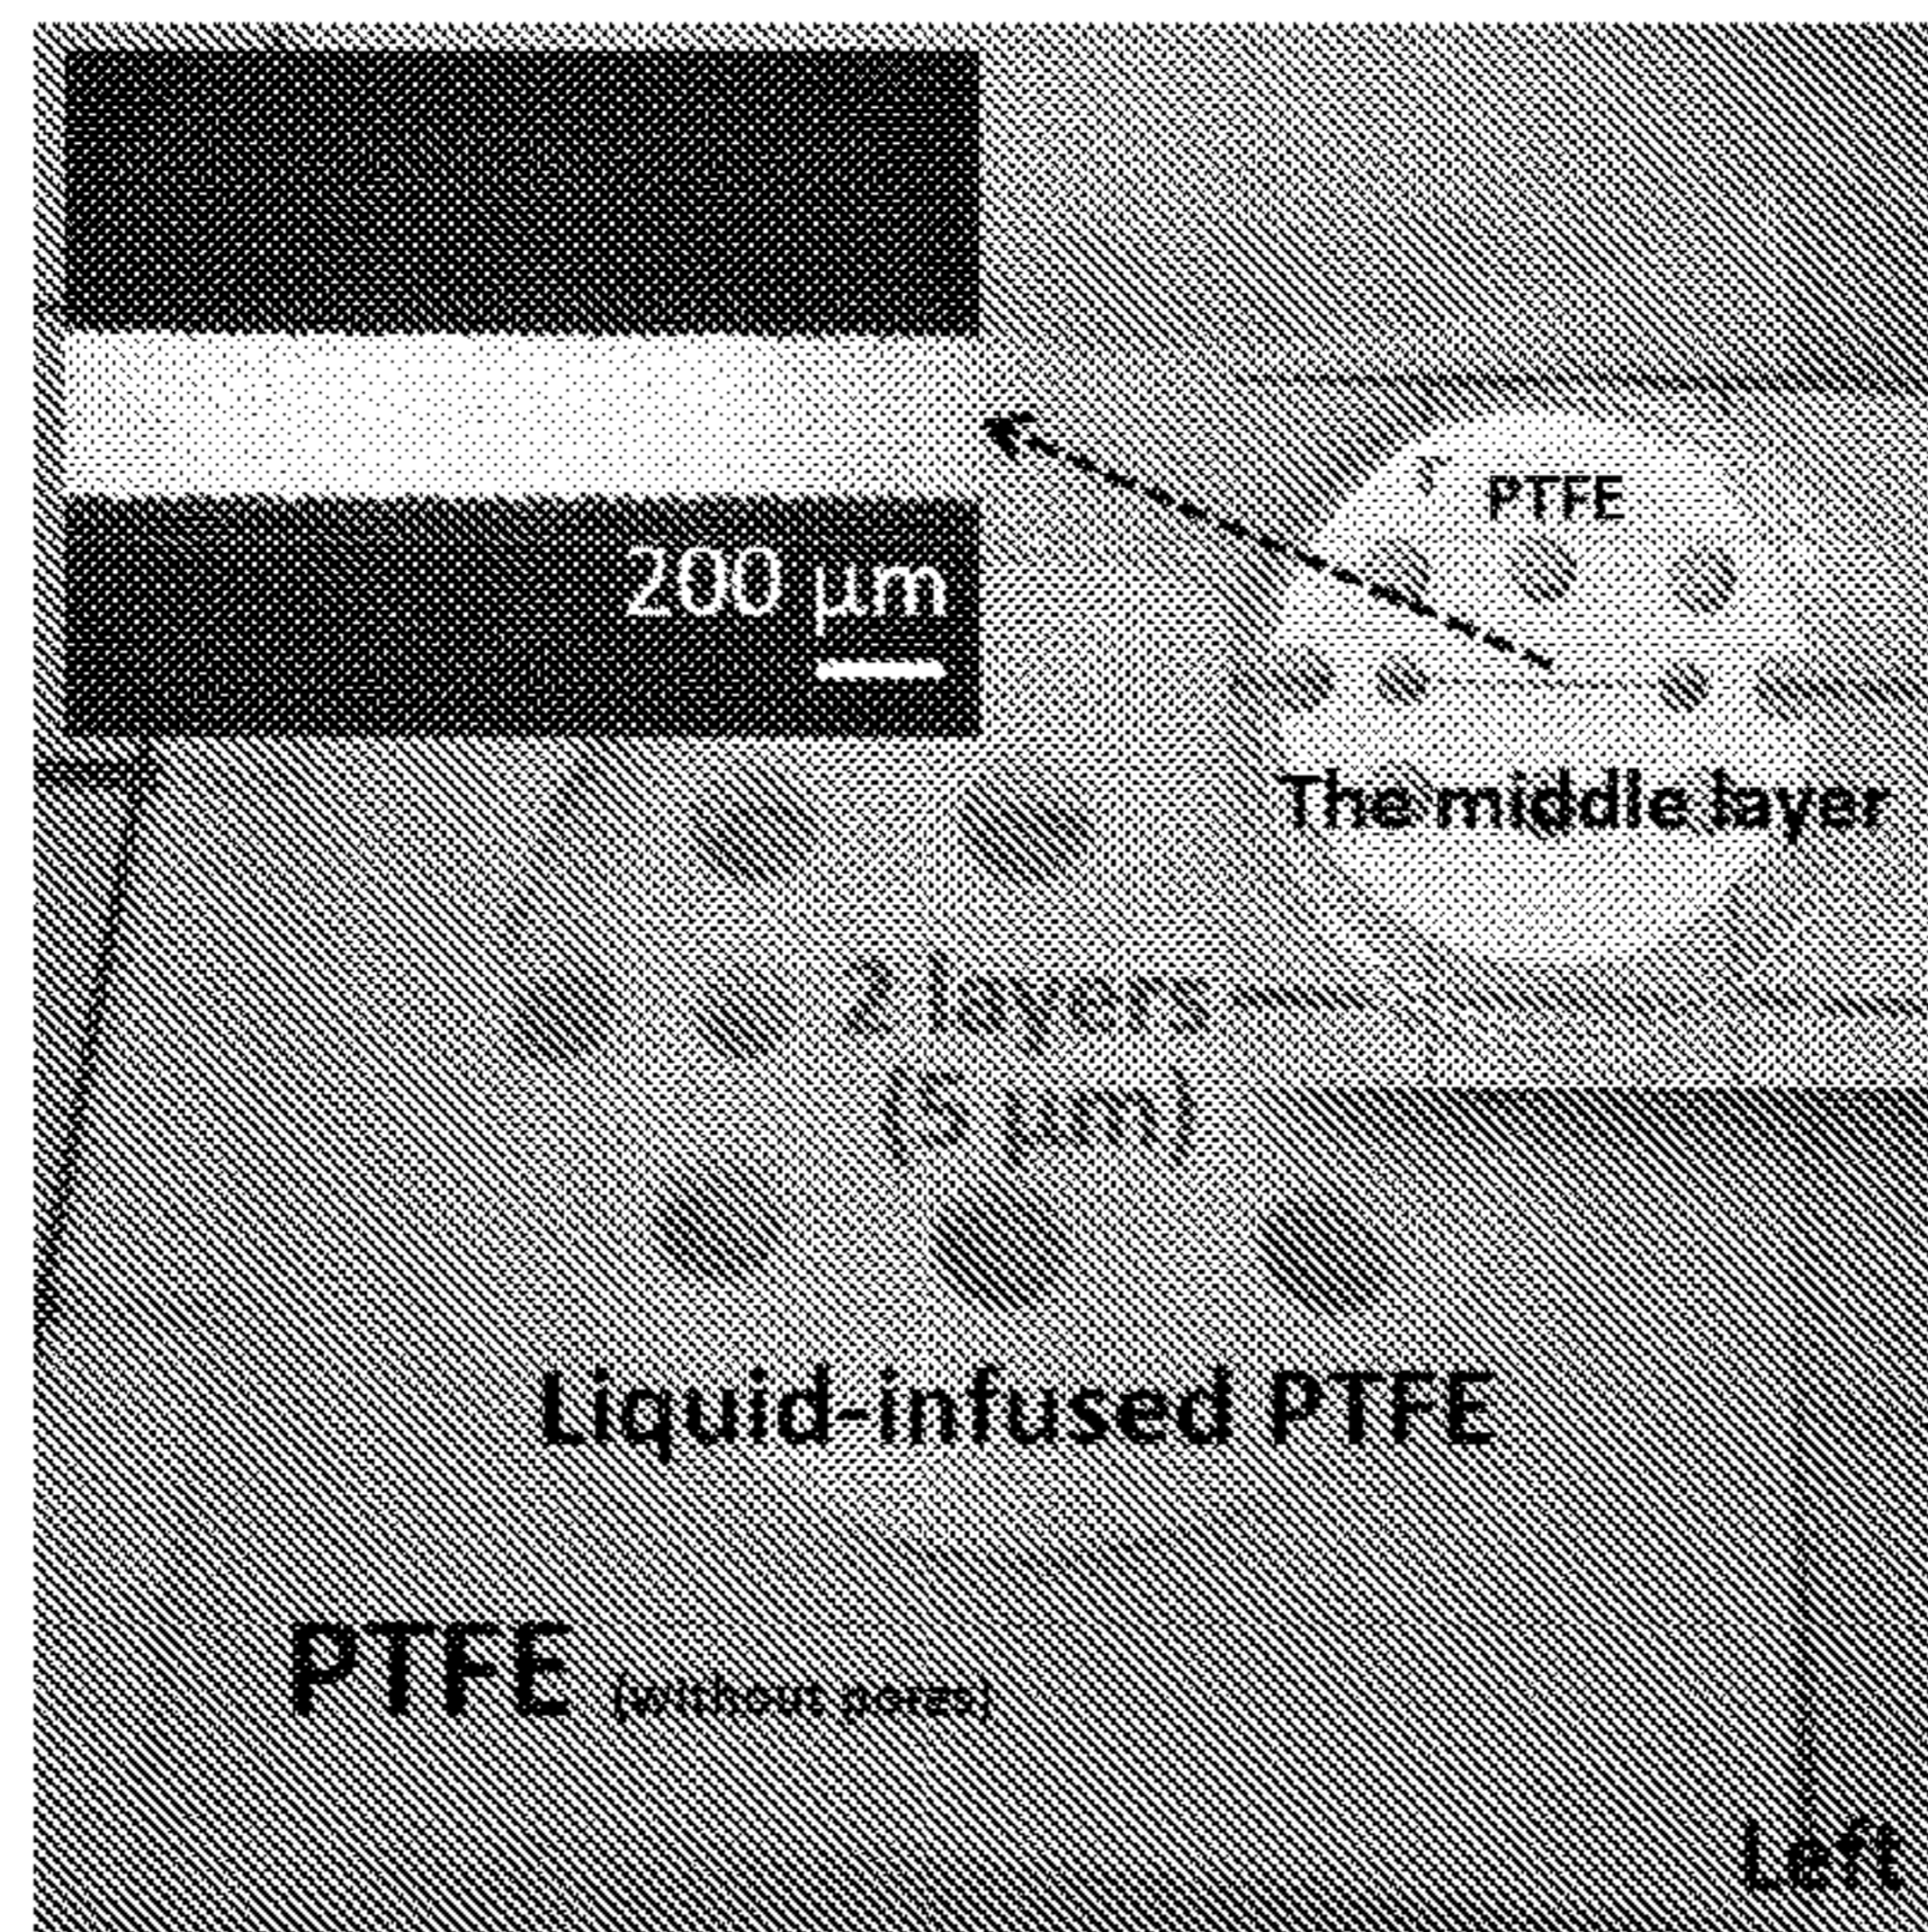 200 µm
PTFE
The middle layer
2 layers
(5 µm)
Liquid-infused PTFE
PTFE (without pores)
Left